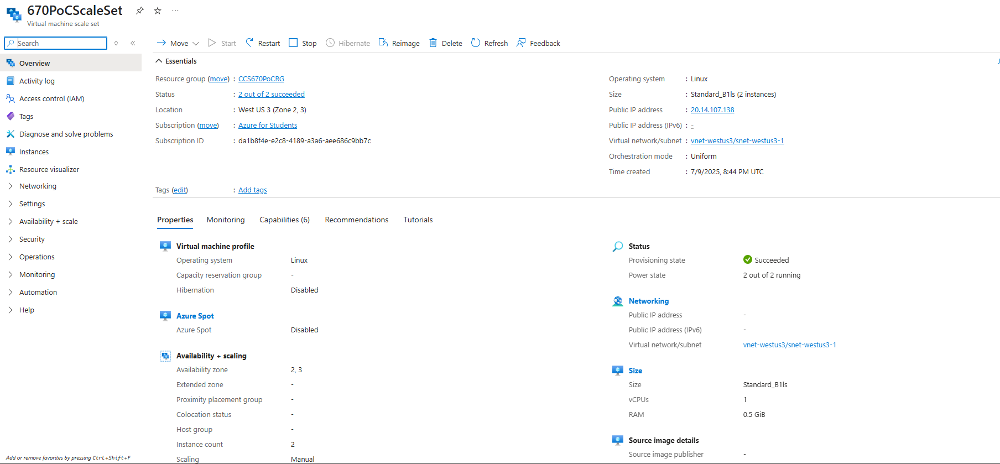 670PoCScaleSet
Virtual machine scale set
Search
Overview
Activity log
Access control (IAM)
Tags
Diagnose and solve problems
Instances
Resource visualizer
Networking
Settings
Availability + scale
Security
Operations
Monitoring
Automation
Help
Add or remove favorites by pressing Ctrl+Shift+F
Move Start Restart Stop Hibernate Reimage Delete Refresh Feedback
Essentials
J
Resource group (move) : CCS670PoCRG
Status : 2 out of 2 succeeded
Location : West US 3 (Zone 2, 3)
Subscription (move) : Azure for Students
Subscription ID : da1b8f4e-e2c8-4189-a3a6-aee686c9bb7c
Operating system : Linux
Size : Standard_B1ls (2 instances)
Public IP address : 20.14.107.138
Public IP address (IPv6) : -
Virtual network/subnet : vnet-westus3/snet-westus3-1
Orchestration mode : Uniform
Time created : 7/9/2025, 8:44 PM UTC
Tags (edit) : Add tags
Properties Monitoring Capabilities (6) Recommendations Tutorials
Virtual machine profile
Operating system Linux
Capacity reservation group -
Hibernation Disabled
Azure Spot
Azure Spot Disabled
Availability + scaling
Availability zone 2, 3
Extended zone -
Proximity placement group -
Colocation status -
Host group -
Instance count 2
Scaling Manual
Status
Provisioning state Succeeded
Power state 2 out of 2 running
Networking
Public IP address -
Public IP address (IPv6) -
Virtual network/subnet vnet-westus3/snet-westus3-1
Size
Size Standard_B1ls
vCPUs 1
RAM 0.5 GiB
Source image details
Source image publisher -